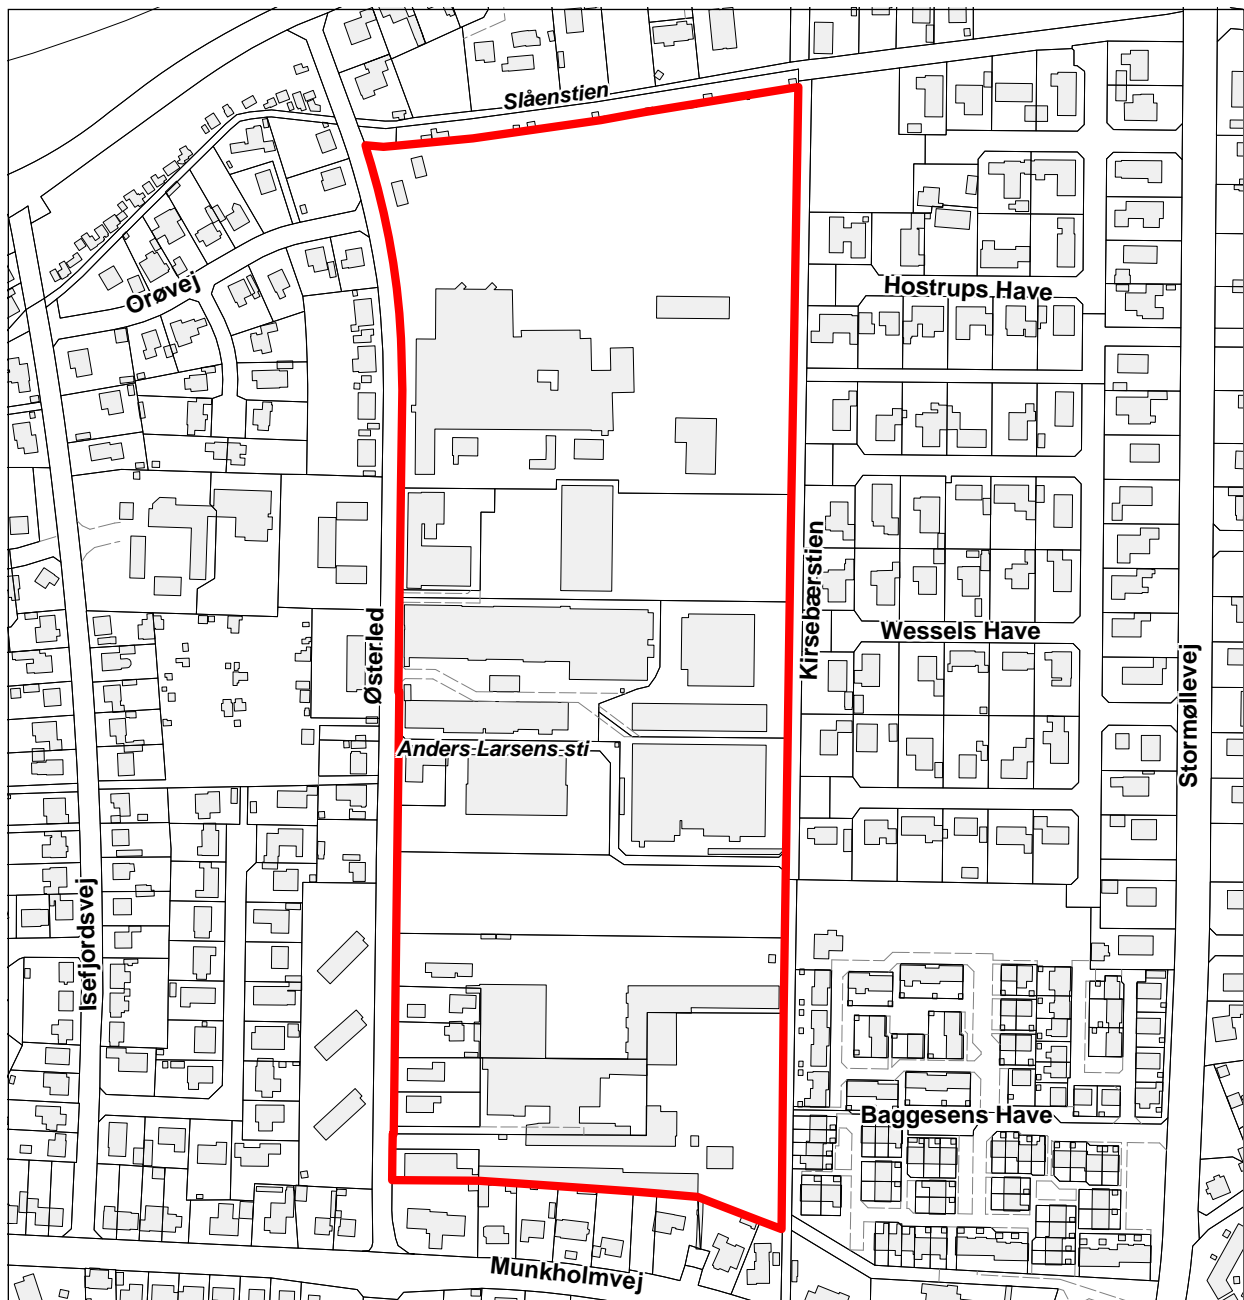 Slåenstien
Orøvej
Hostrups Have
Kirsebærstien
Østerled
Wessels Have
Stormøllevej
Anders Larsens sti
Isefjordsvej
Baggesens Have
Munkholmvej